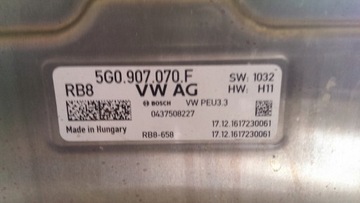 5G0.907.070.F SW: 1032
RB8 VW AG HW: H11
BOSCH VW PEU3.3
0437508227
Made in Hungary RB8-658
17.12.1617230061
17.12.1617230061